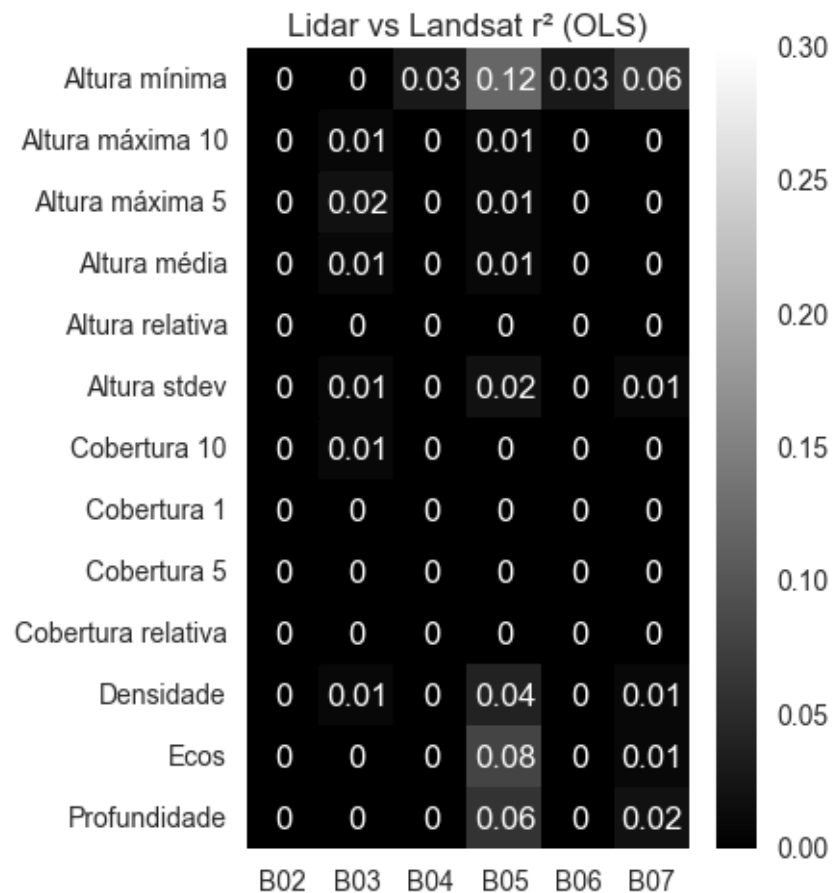 Lidar vs Landsat r² (OLS)
Altura mínima 0 0 0.03 0.12 0.03 0.06
Altura máxima 10 0 0.01 0 0.01 0 0
Altura máxima 5 0 0.02 0 0.01 0 0
Altura média 0 0.01 0 0.01 0 0
Altura relativa 0 0 0 0 0 0
Altura stdev 0 0.01 0 0.02 0 0.01
Cobertura 10 0 0.01 0 0 0 0
Cobertura 1 0 0 0 0 0 0
Cobertura 5 0 0 0 0 0 0
Cobertura relativa 0 0 0 0 0 0
Densidade 0 0.01 0 0.04 0 0.01
Ecos 0 0 0 0.08 0 0.01
Profundidade 0 0 0 0.06 0 0.02
B02 B03 B04 B05 B06 B07
0.30
0.25
0.20
0.15
0.10
0.05
0.00